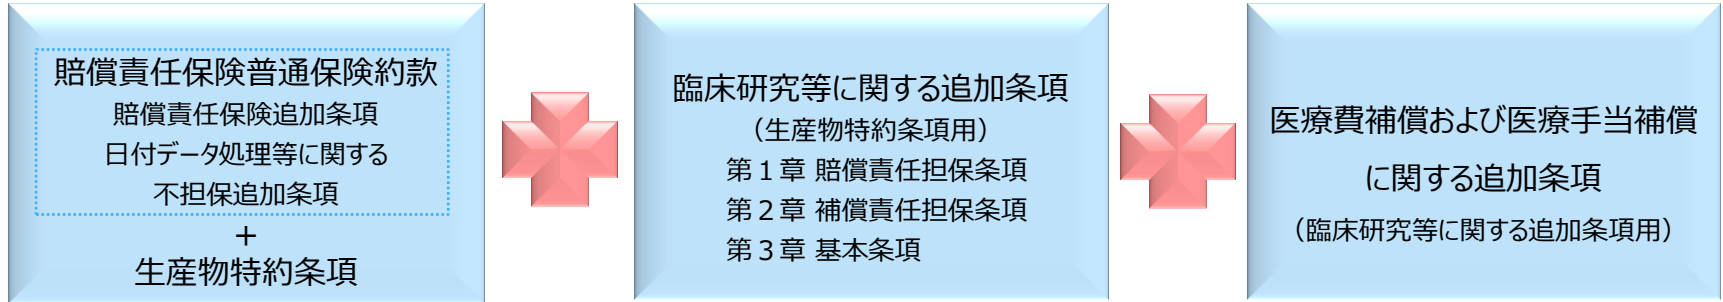 賠償責任保険普通保険約款
賠償責任保険追加条項
日付データ処理等に関する
不担保追加条項
＋
生産物特約条項
臨床研究等に関する追加条項
（生産物特約条項用）
第１章 賠償責任担保条項
第２章 補償責任担保条項
第３章 基本条項
医療費補償および医療手当補償
に関する追加条項
（臨床研究等に関する追加条項用）